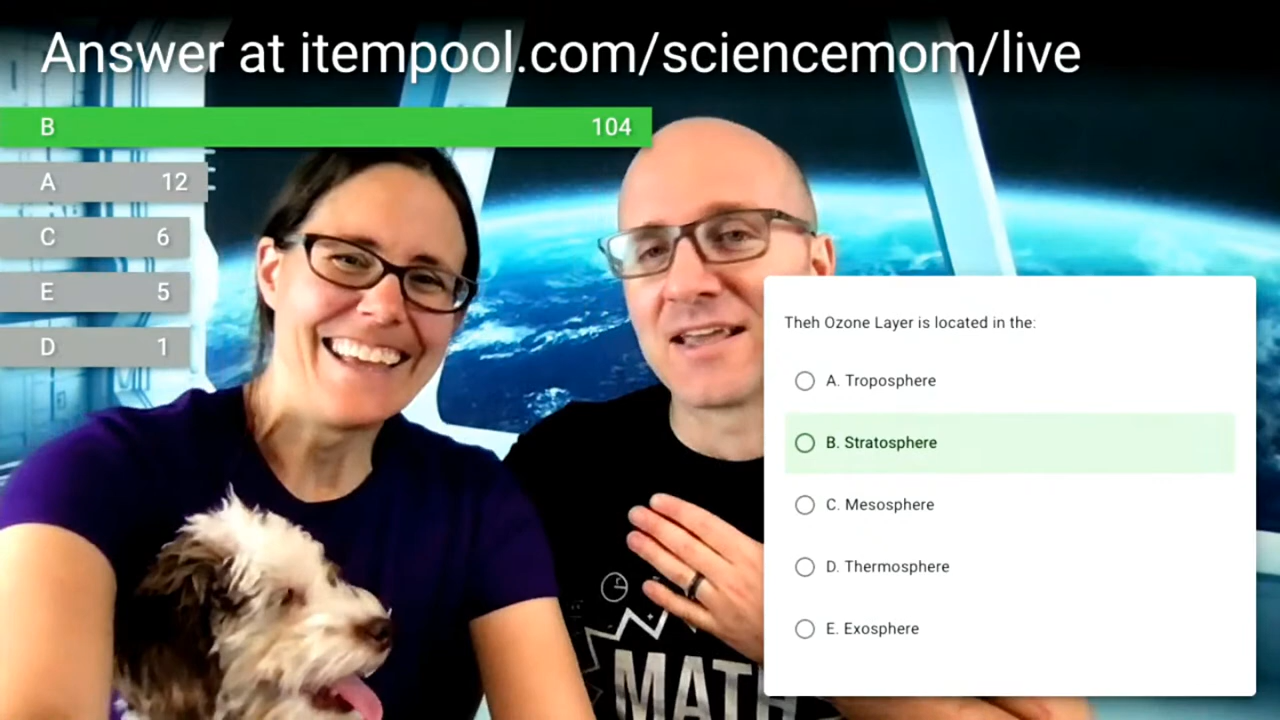 Answer at itempool.com/sciencemom/live
B 104
A 12
C 6
E 5
D 1
Theh Ozone Layer is located in the:
A. Troposphere
B. Stratosphere
C. Mesosphere
D. Thermosphere
E. Exosphere
MATH